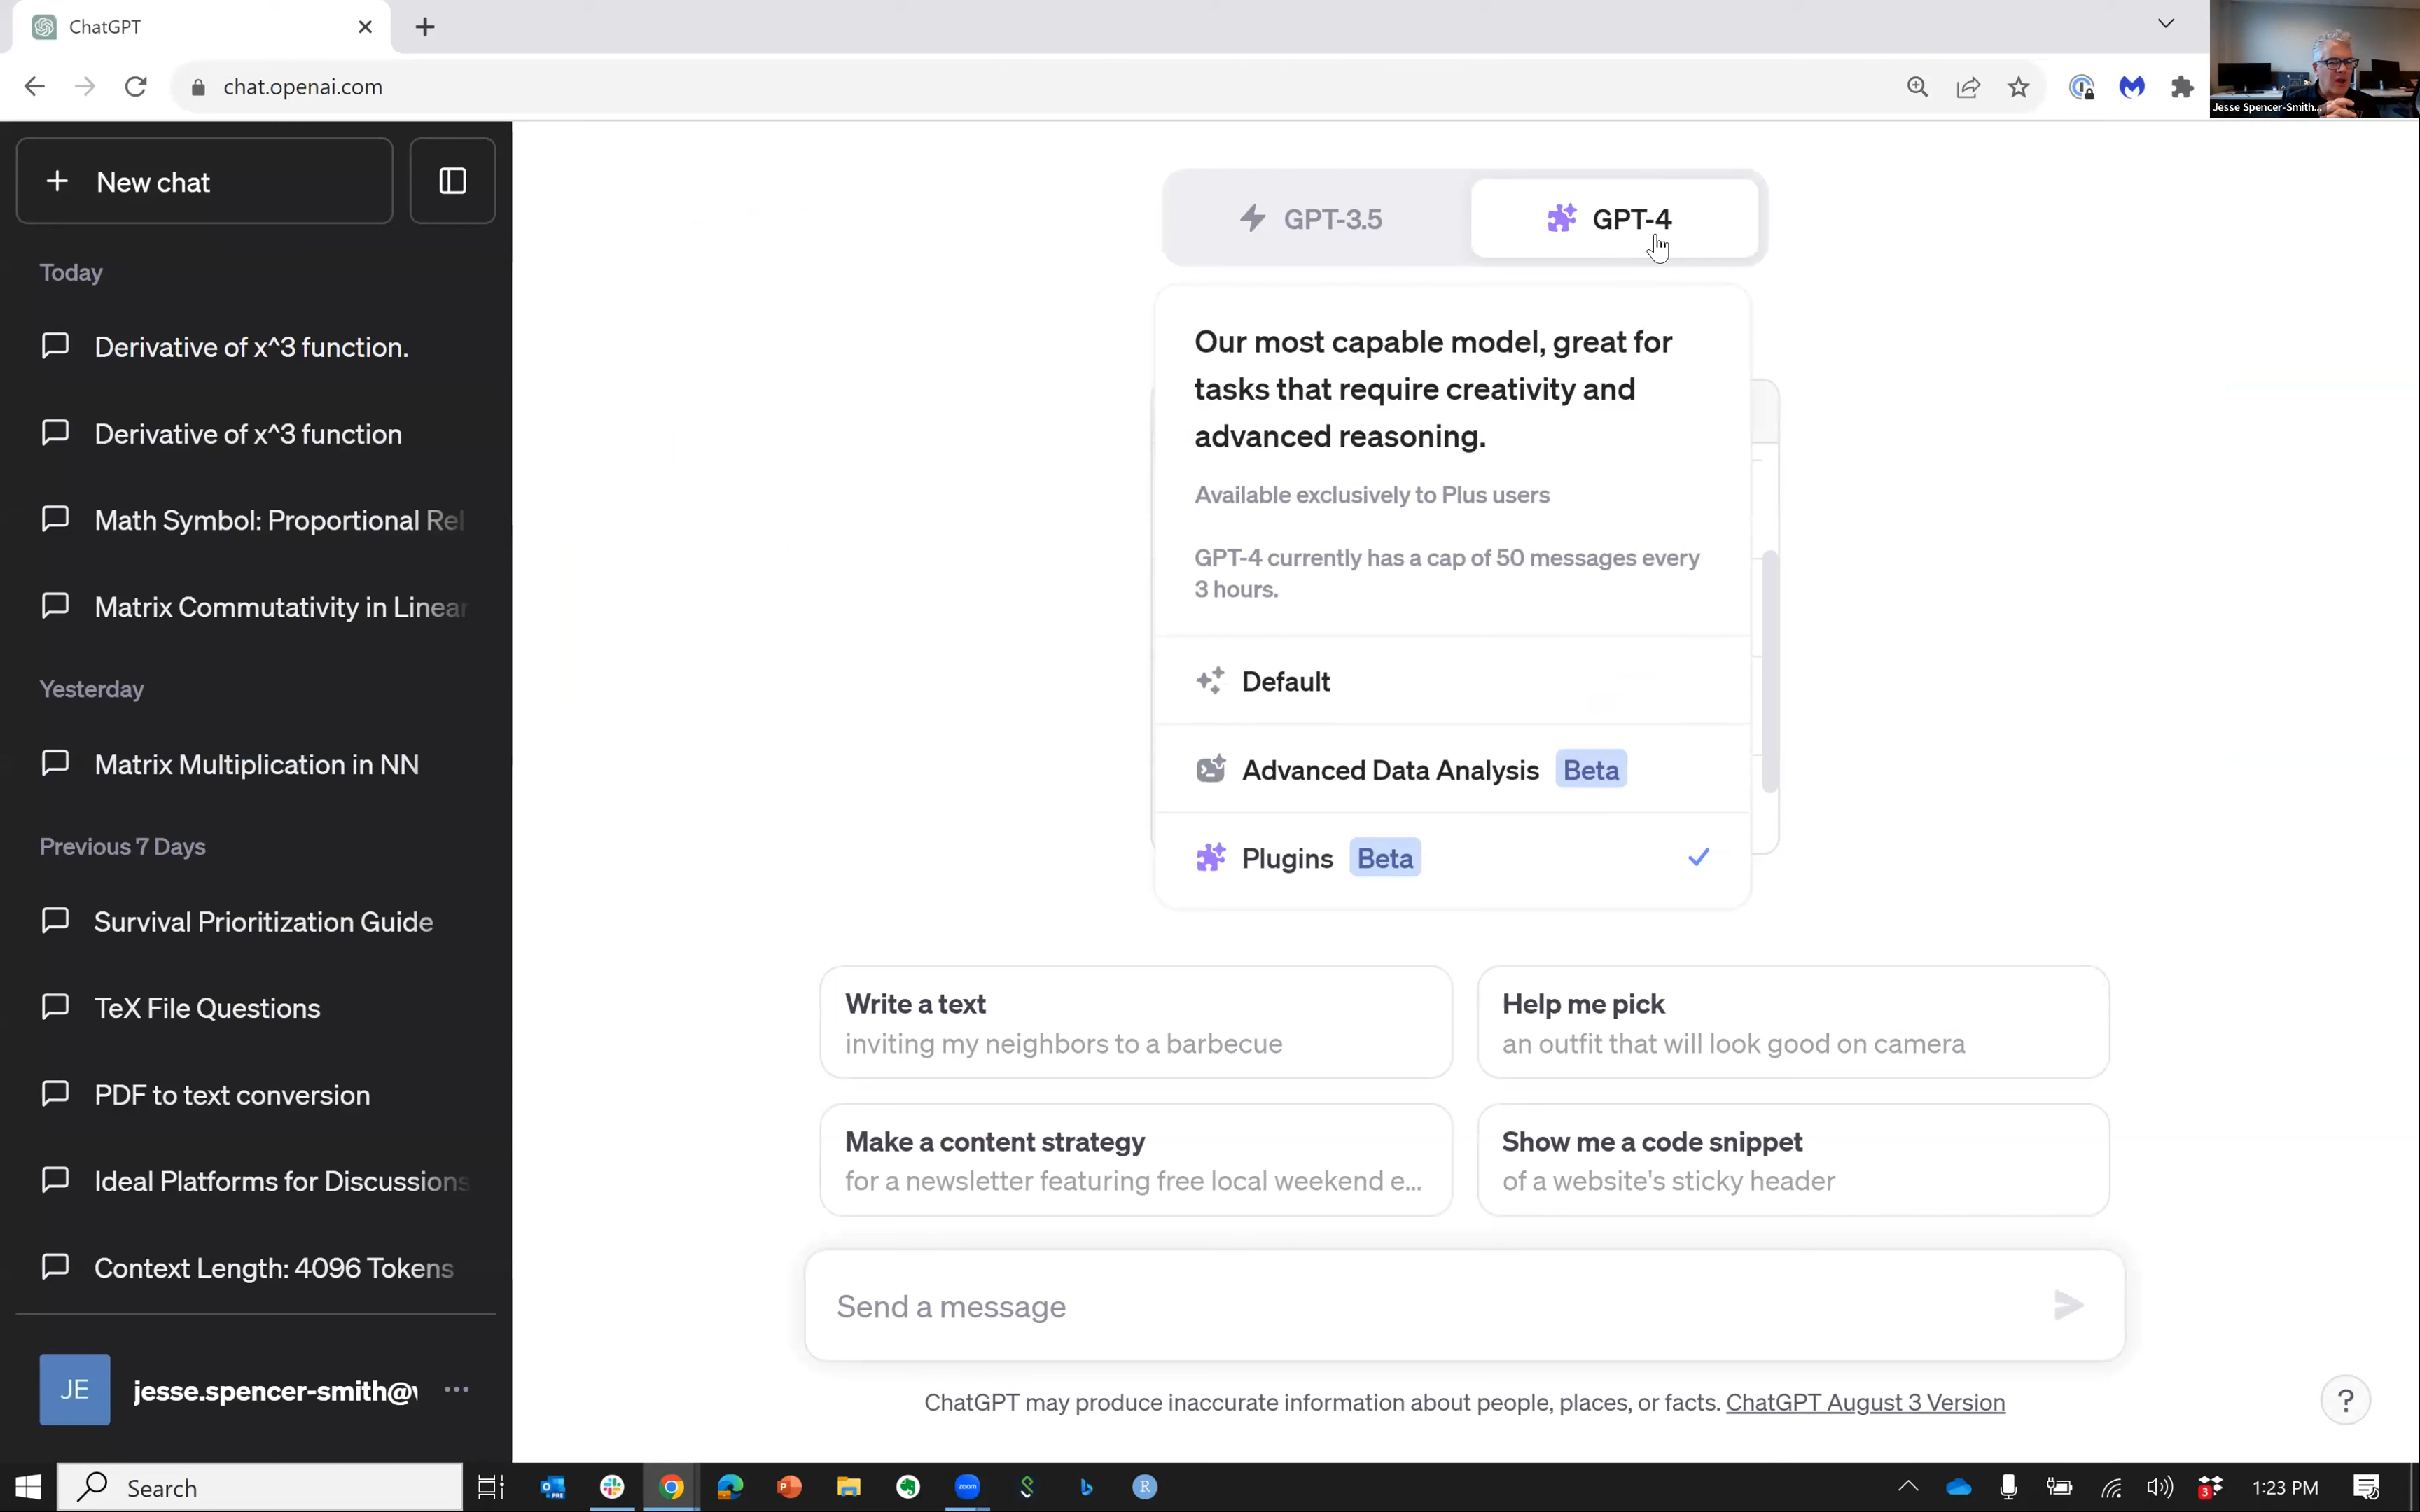 ChatGPT
chat.openai.com
Jesse Spencer-Smith...
New chat
Today
Derivative of x^3 function.
Derivative of x^3 function
Math Symbol: Proportional Rel
Matrix Commutativity in Linear
Yesterday
Matrix Multiplication in NN
Previous 7 Days
Survival Prioritization Guide
TeX File Questions
PDF to text conversion
Ideal Platforms for Discussions
Context Length: 4096 Tokens
JE
jesse.spencer-smith@v
GPT-3.5
GPT-4
Our most capable model, great for
tasks that require creativity and
advanced reasoning.
Available exclusively to Plus users
GPT-4 currently has a cap of 50 messages every
3 hours.
Default
Advanced Data Analysis Beta
Plugins Beta
Write a text
inviting my neighbors to a barbecue
Help me pick
an outfit that will look good on camera
Make a content strategy
for a newsletter featuring free local weekend e...
Show me a code snippet
of a website's sticky header
Send a message
ChatGPT may produce inaccurate information about people, places, or facts. ChatGPT August 3 Version
?
Search
zoom
3
1:23 PM